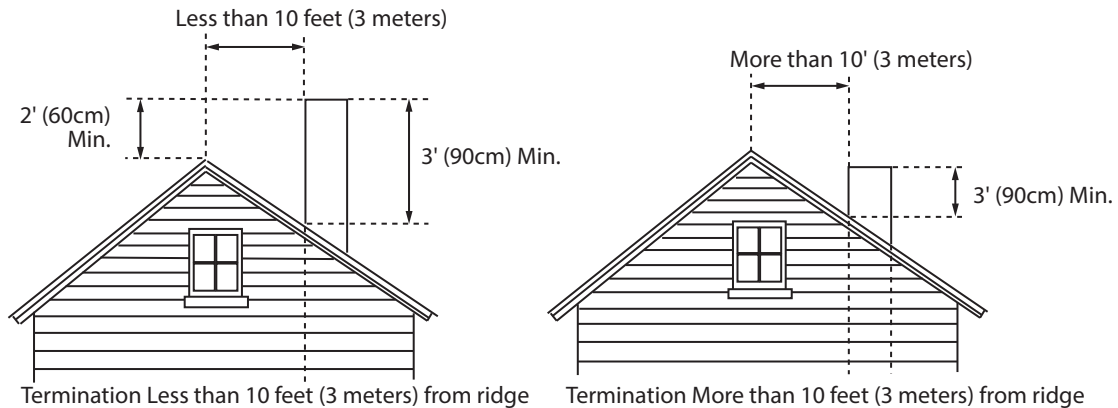 Less than 10 feet (3 meters)
2' (60cm)
Min.
3' (90cm) Min.
Termination Less than 10 feet (3 meters) from ridge
More than 10' (3 meters)
3' (90cm) Min.
Termination More than 10 feet (3 meters) from ridge